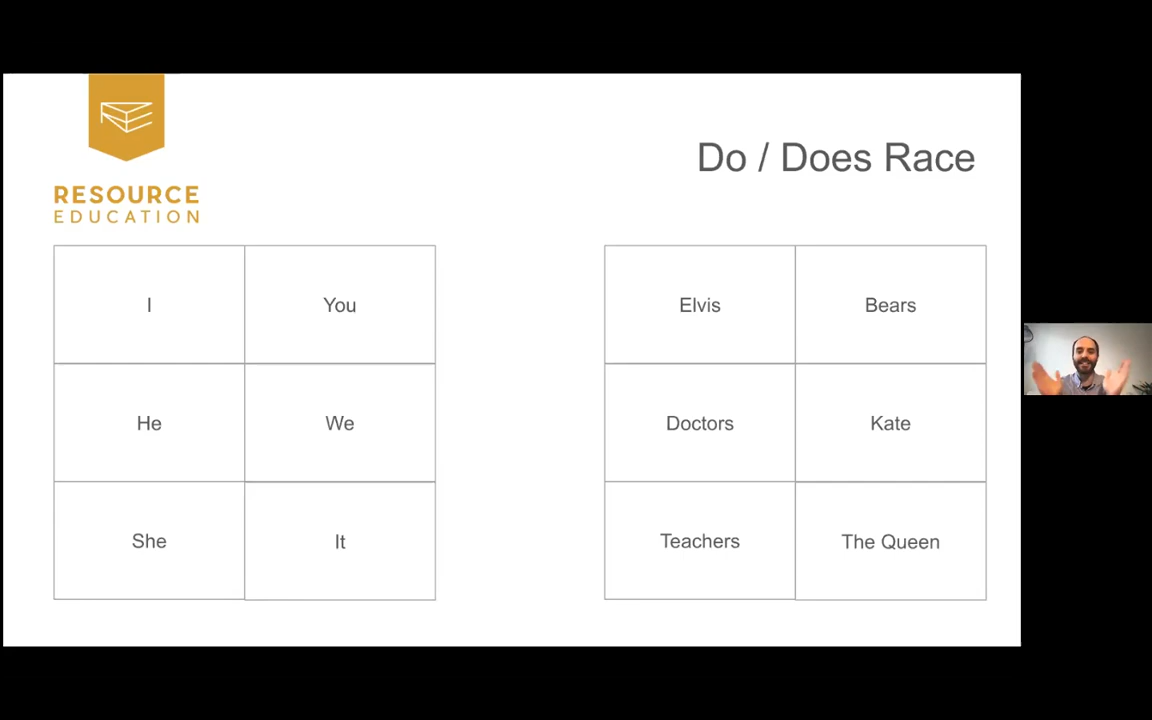 RESOURCE
EDUCATION
Do / Does Race
I
You
He
We
She
It
Elvis
Bears
Doctors
Kate
Teachers
The Queen